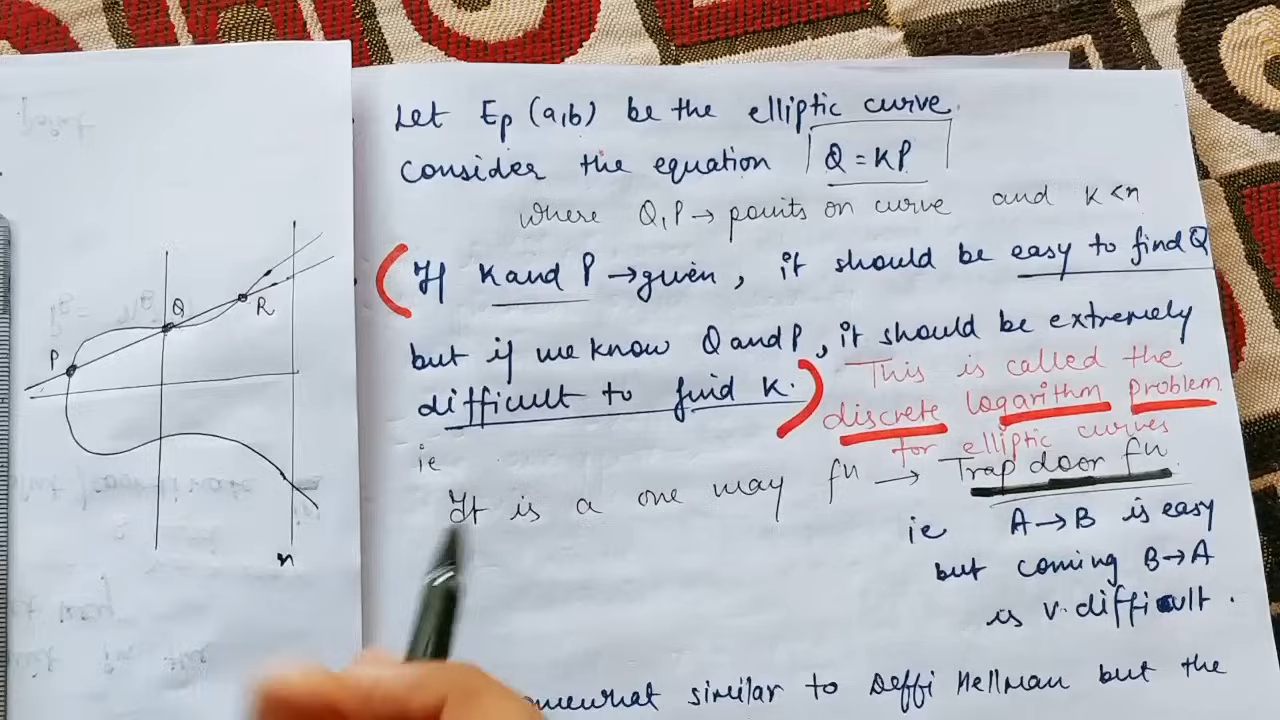 Let Ep (a,b) be the elliptic curve.
consider the equation Q = KP
where Q,P → points on curve and K < n
If K and P → given, it should be easy to find Q
but if we know Q and P, it should be extremely
difficult to find K.
This is called the
discrete logarithm problem
for elliptic curves
ie
It is a one way fn → Trap door fn
ie A → B is easy
but coming B → A
is v. difficult.
similar to Deffi Hellman but the
P
Q
R
n